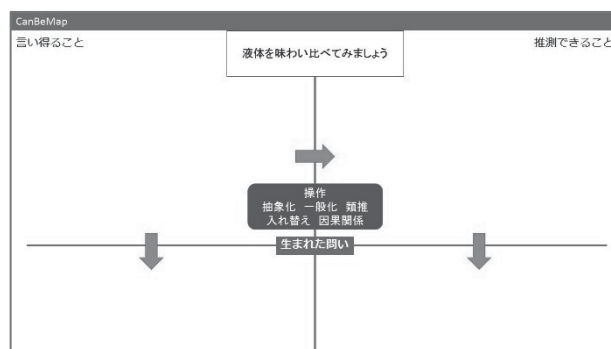 CanBeMap
言い得ること
液体を味わい比べてみましょう
推測できること
操作
抽象化 一般化 類推
入れ替え 因果関係
生まれた問い